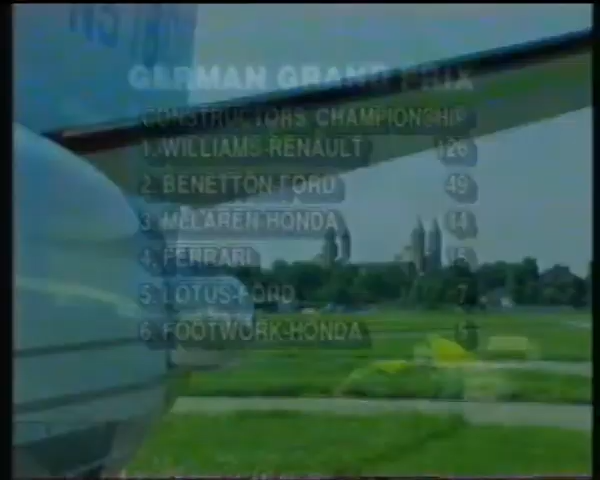 GERMAN GRAND PRIX
CONSTRUCTORS CHAMPIONSHIP
1. WILLIAMS-RENAULT 126
2. BENETTON-FORD 49
3. McLAREN-HONDA
4. FERRARI 15
5. LOTUS-FORD 7
6. FOOTWORK-HONDA